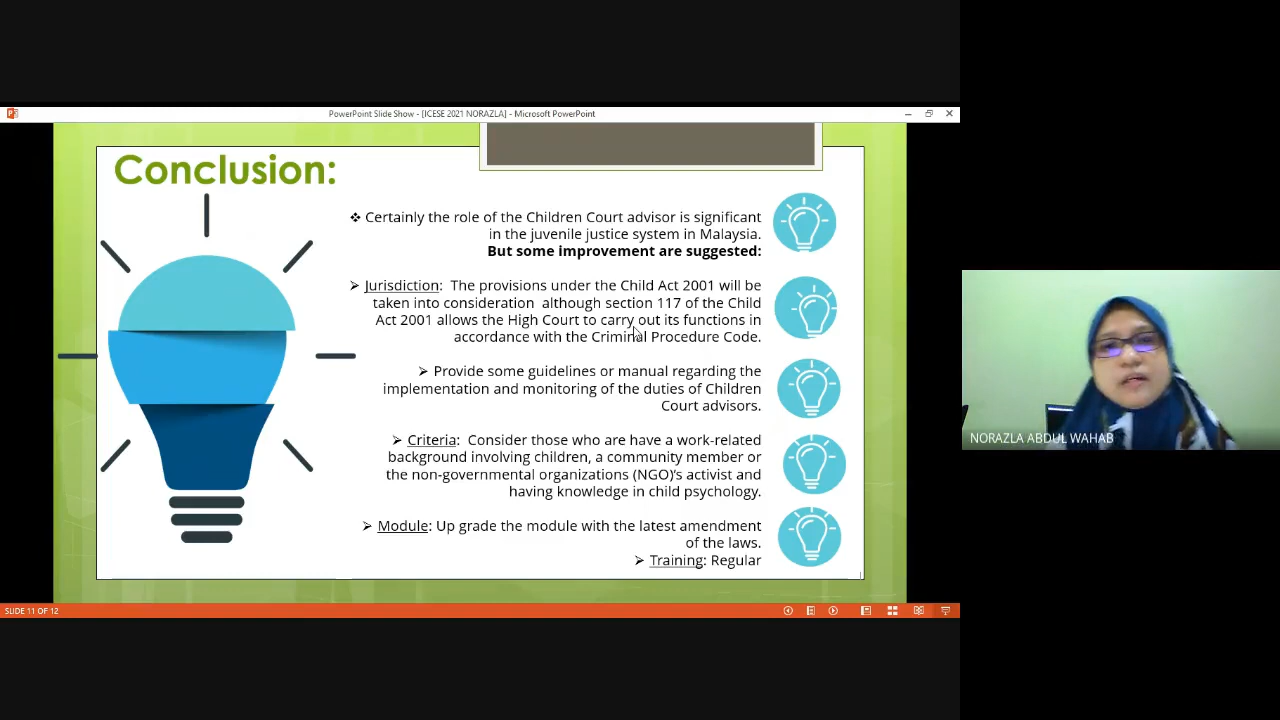 PowerPoint Slide Show - [ICESE 2021 NORAZLA] - Microsoft PowerPoint
Conclusion:
❖ Certainly the role of the Children Court advisor is significant
in the juvenile justice system in Malaysia.
But some improvement are suggested:
➢ Jurisdiction: The provisions under the Child Act 2001 will be
taken into consideration although section 117 of the Child
Act 2001 allows the High Court to carry out its functions in
accordance with the Criminal Procedure Code.
➢ Provide some guidelines or manual regarding the
implementation and monitoring of the duties of Children
Court advisors.
➢ Criteria: Consider those who are have a work-related
background involving children, a community member or
the non-governmental organizations (NGO)'s activist and
having knowledge in child psychology.
➢ Module: Up grade the module with the latest amendment
of the laws.
➢ Training: Regular
NORAZLA ABDUL WAHAB
SLIDE 11 OF 12